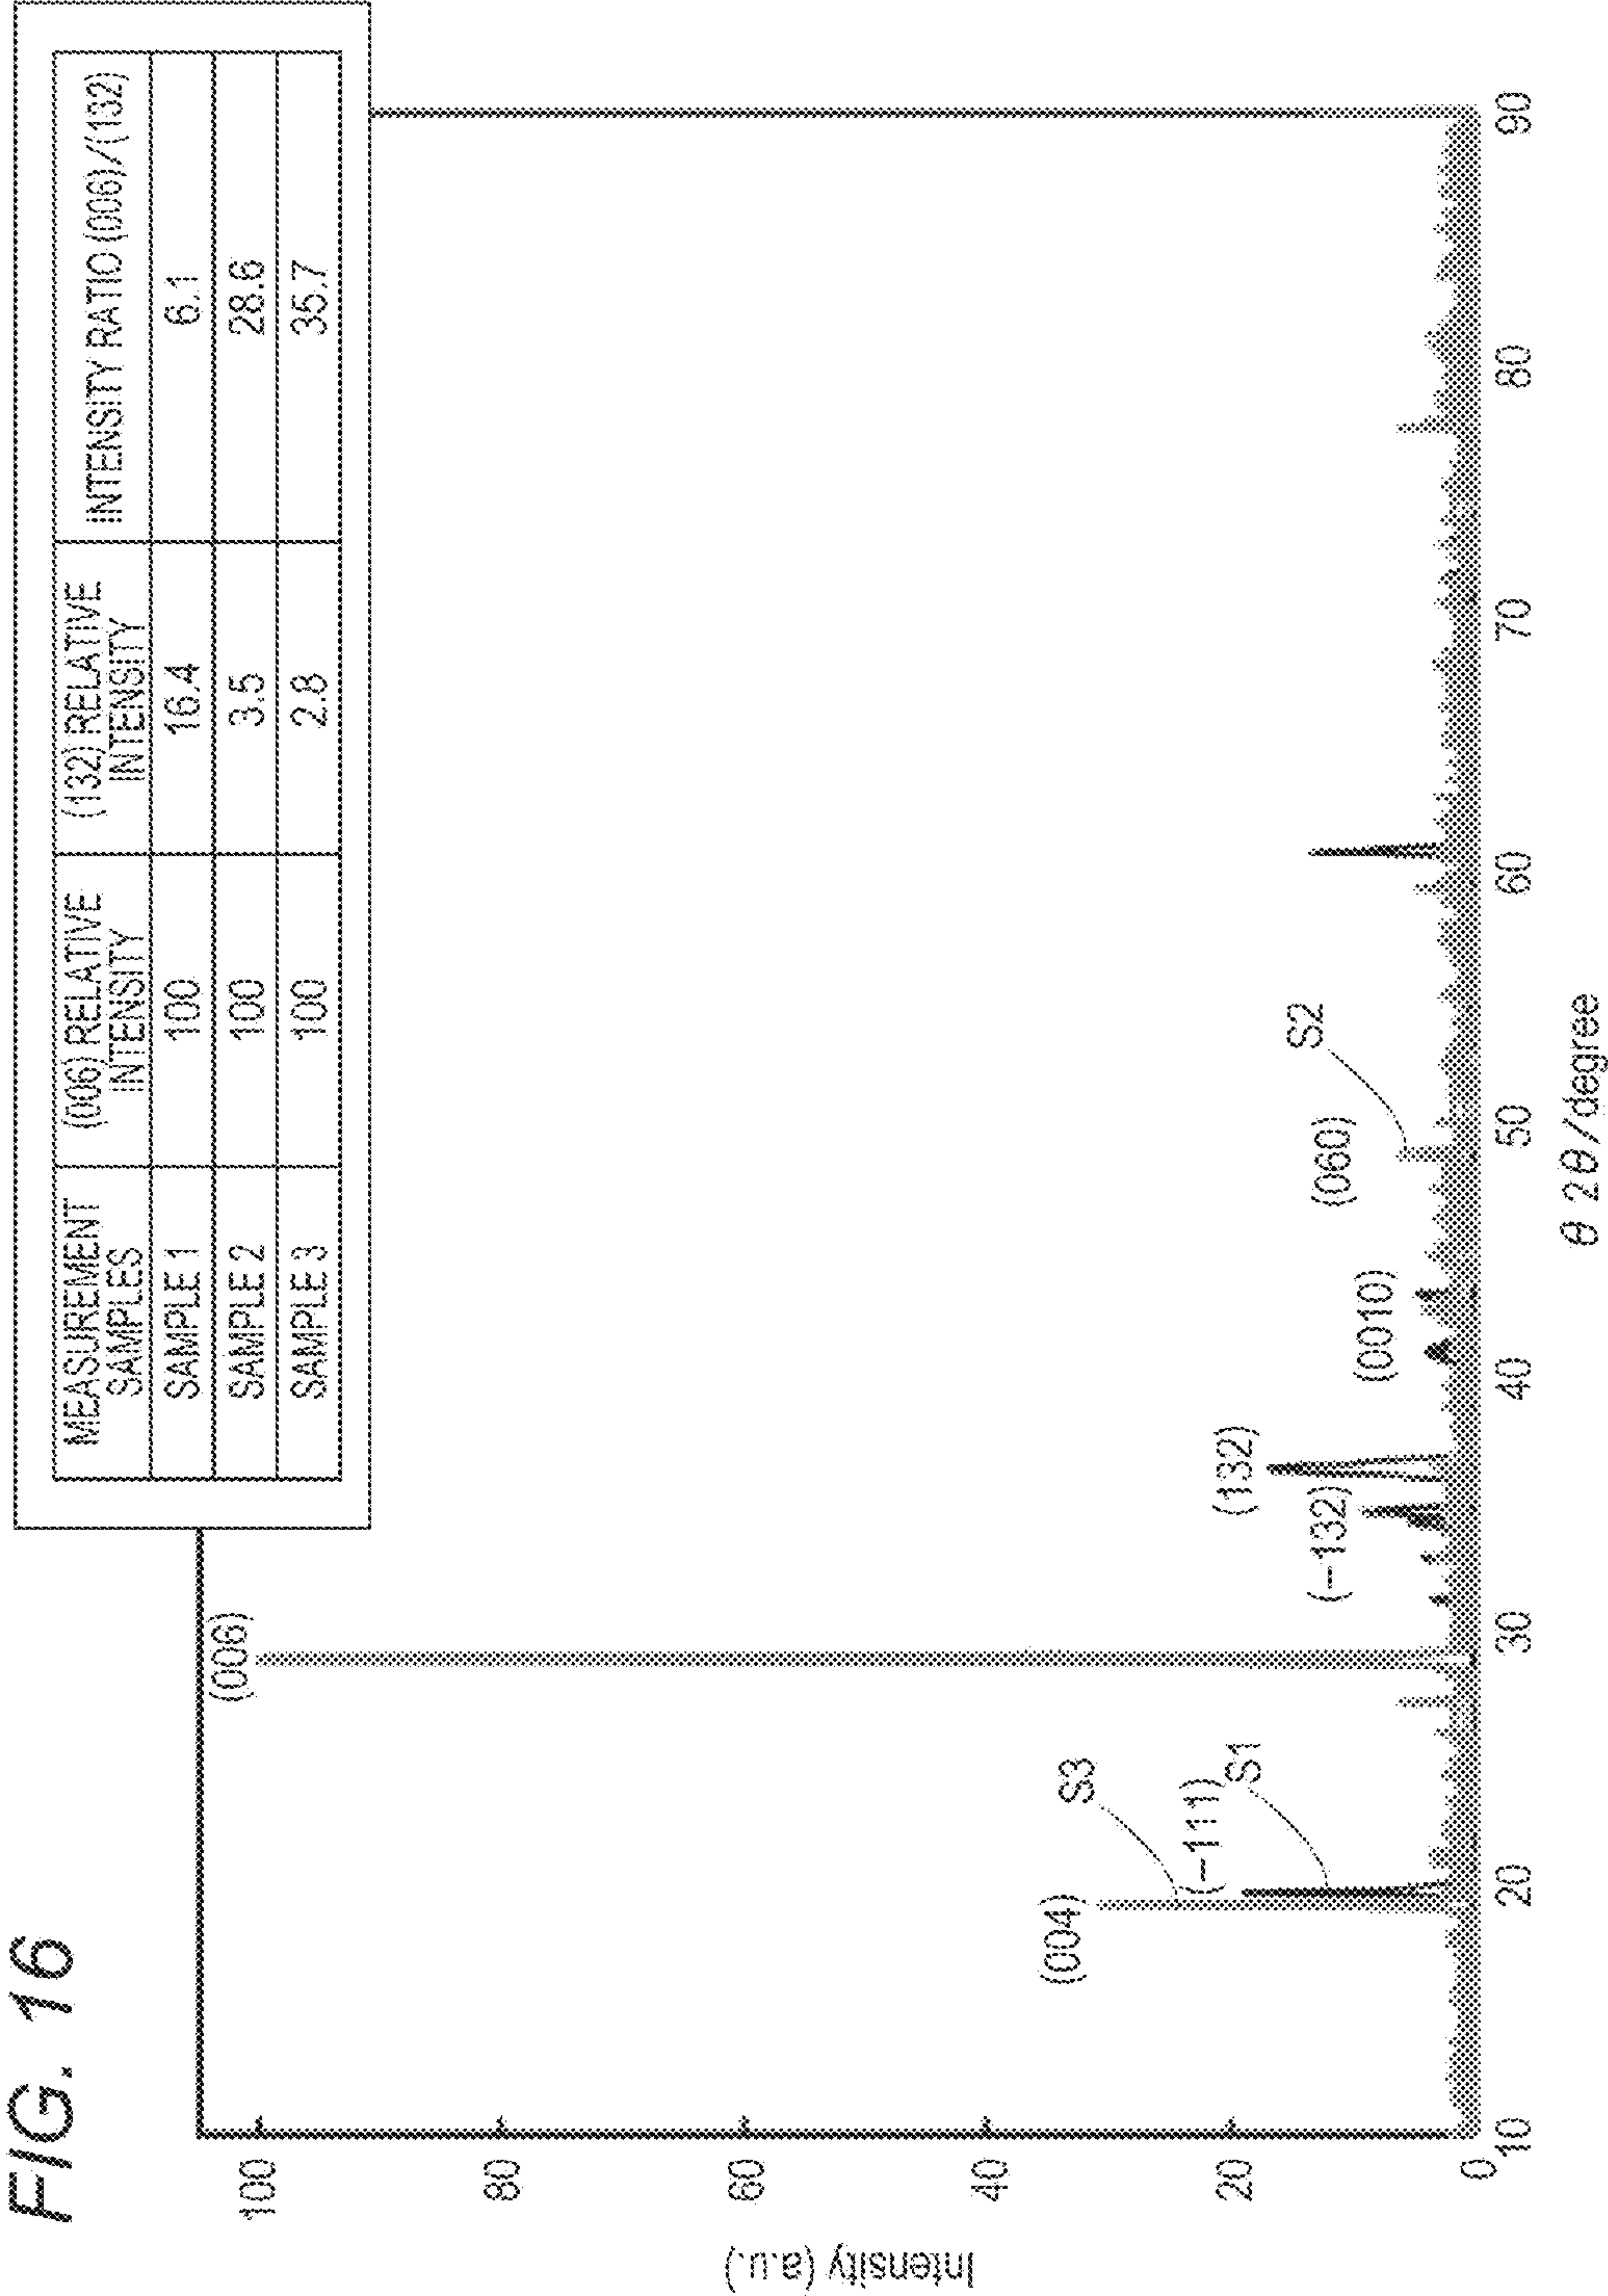 FIG. 16
MEASUREMENT SAMPLES
(006) RELATIVE INTENSITY
(132) RELATIVE INTENSITY
INTENSITY RATIO (006)/(132)
SAMPLE 1 100 16.4 6.1
SAMPLE 2 100 3.5 28.6
SAMPLE 3 100 2.8 35.7
Intensity (a.u.)
100
80
60
40
20
0
(006)
(004)
S3
(-111)
S1
(-132)
(132)
(0010)
(060)
S2
10 20 30 40 50 60 70 80 90
θ 2θ/degree